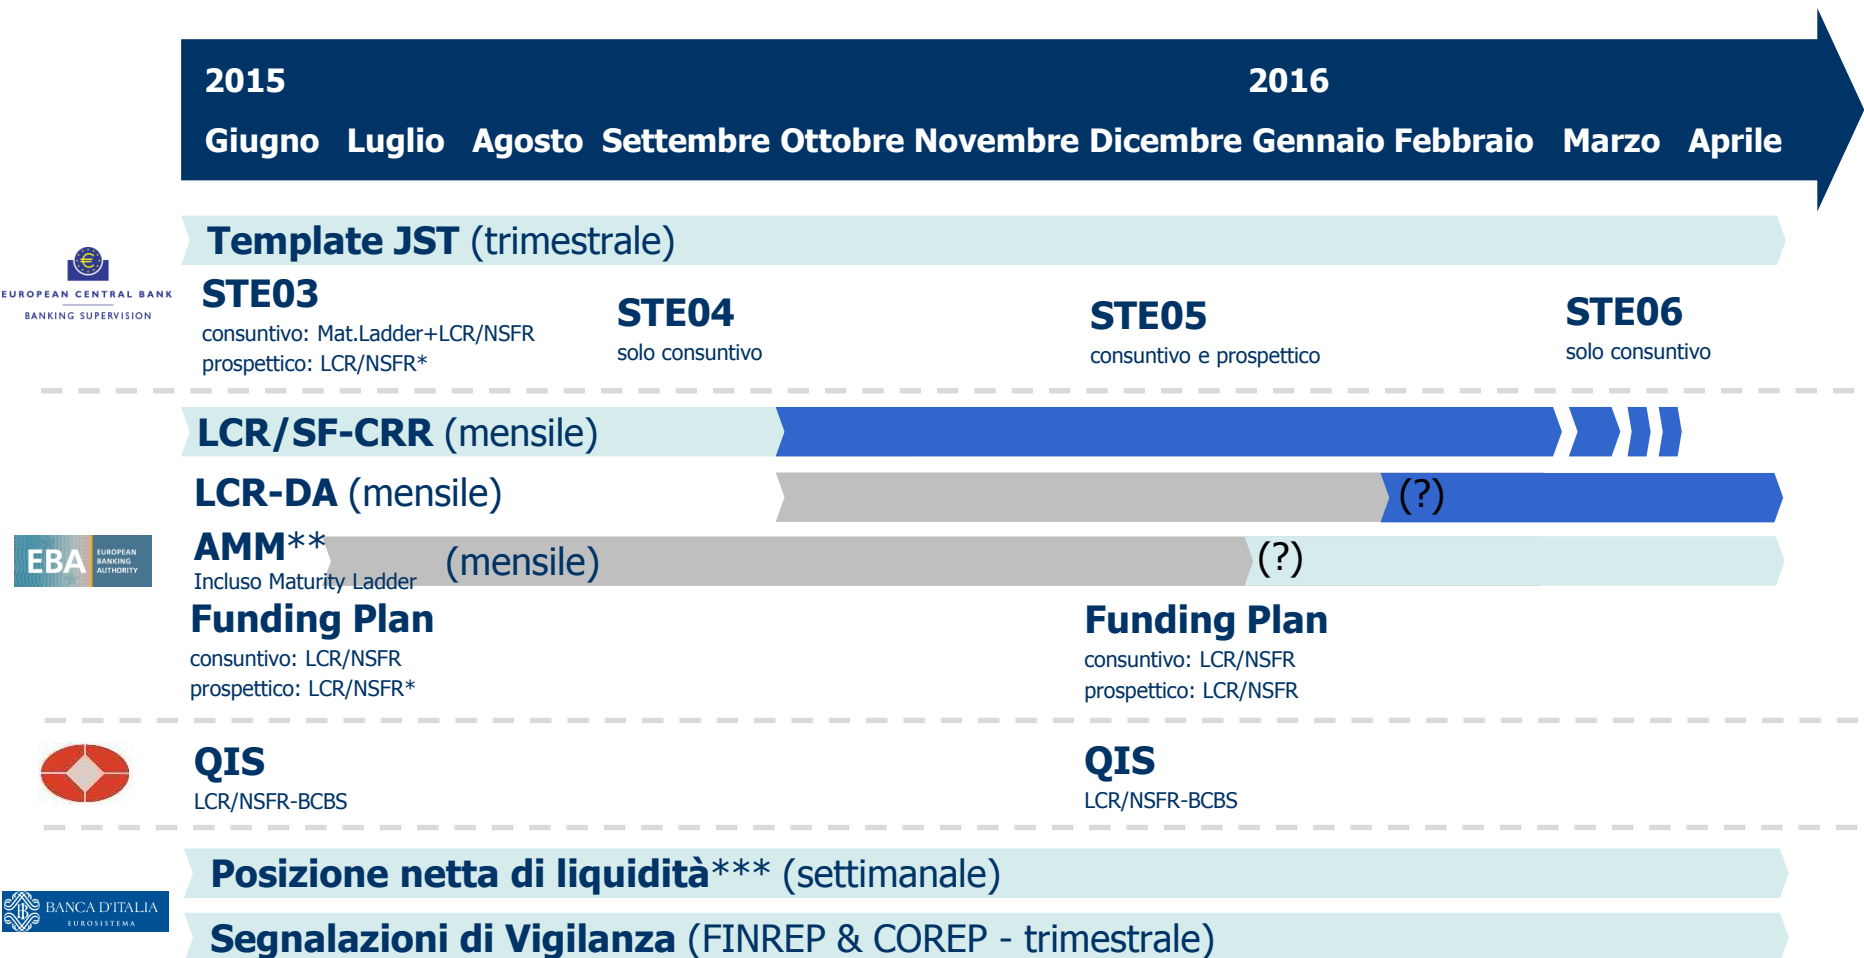 2015 2016
Giugno Luglio Agosto Settembre Ottobre Novembre Dicembre Gennaio Febbraio Marzo Aprile
Template JST (trimestrale)
EUROPEAN CENTRAL BANK
BANKING SUPERVISION
STE03
consuntivo: Mat.Ladder+LCR/NSFR
prospettico: LCR/NSFR*
STE04
solo consuntivo
STE05
consuntivo e prospettico
STE06
solo consuntivo
LCR/SF-CRR (mensile)
LCR-DA (mensile) (?)
EBA EUROPEAN
BANKING
AUTHORITY
AMM** (mensile) (?)
Incluso Maturity Ladder
Funding Plan
consuntivo: LCR/NSFR
prospettico: LCR/NSFR*
Funding Plan
consuntivo: LCR/NSFR
prospettico: LCR/NSFR
QIS
LCR/NSFR-BCBS
QIS
LCR/NSFR-BCBS
Posizione netta di liquidità*** (settimanale)
BANCA D'ITALIA
EUROSISTEMA
Segnalazioni di Vigilanza (FINREP & COREP - trimestrale)